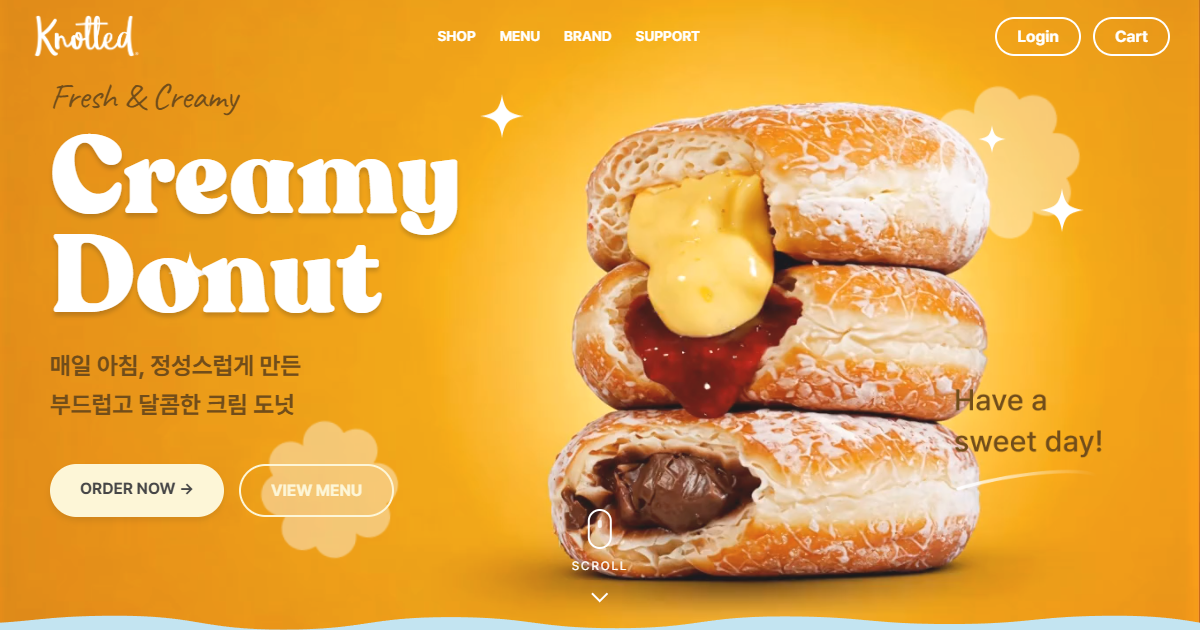 Knotted
SHOP MENU BRAND SUPPORT
Login Cart
Fresh & Creamy
Creamy
Donut
매일 아침, 정성스럽게 만든
부드럽고 달콤한 크림 도넛
ORDER NOW →
VIEW MENU
Have a
sweet day!
SCROLL